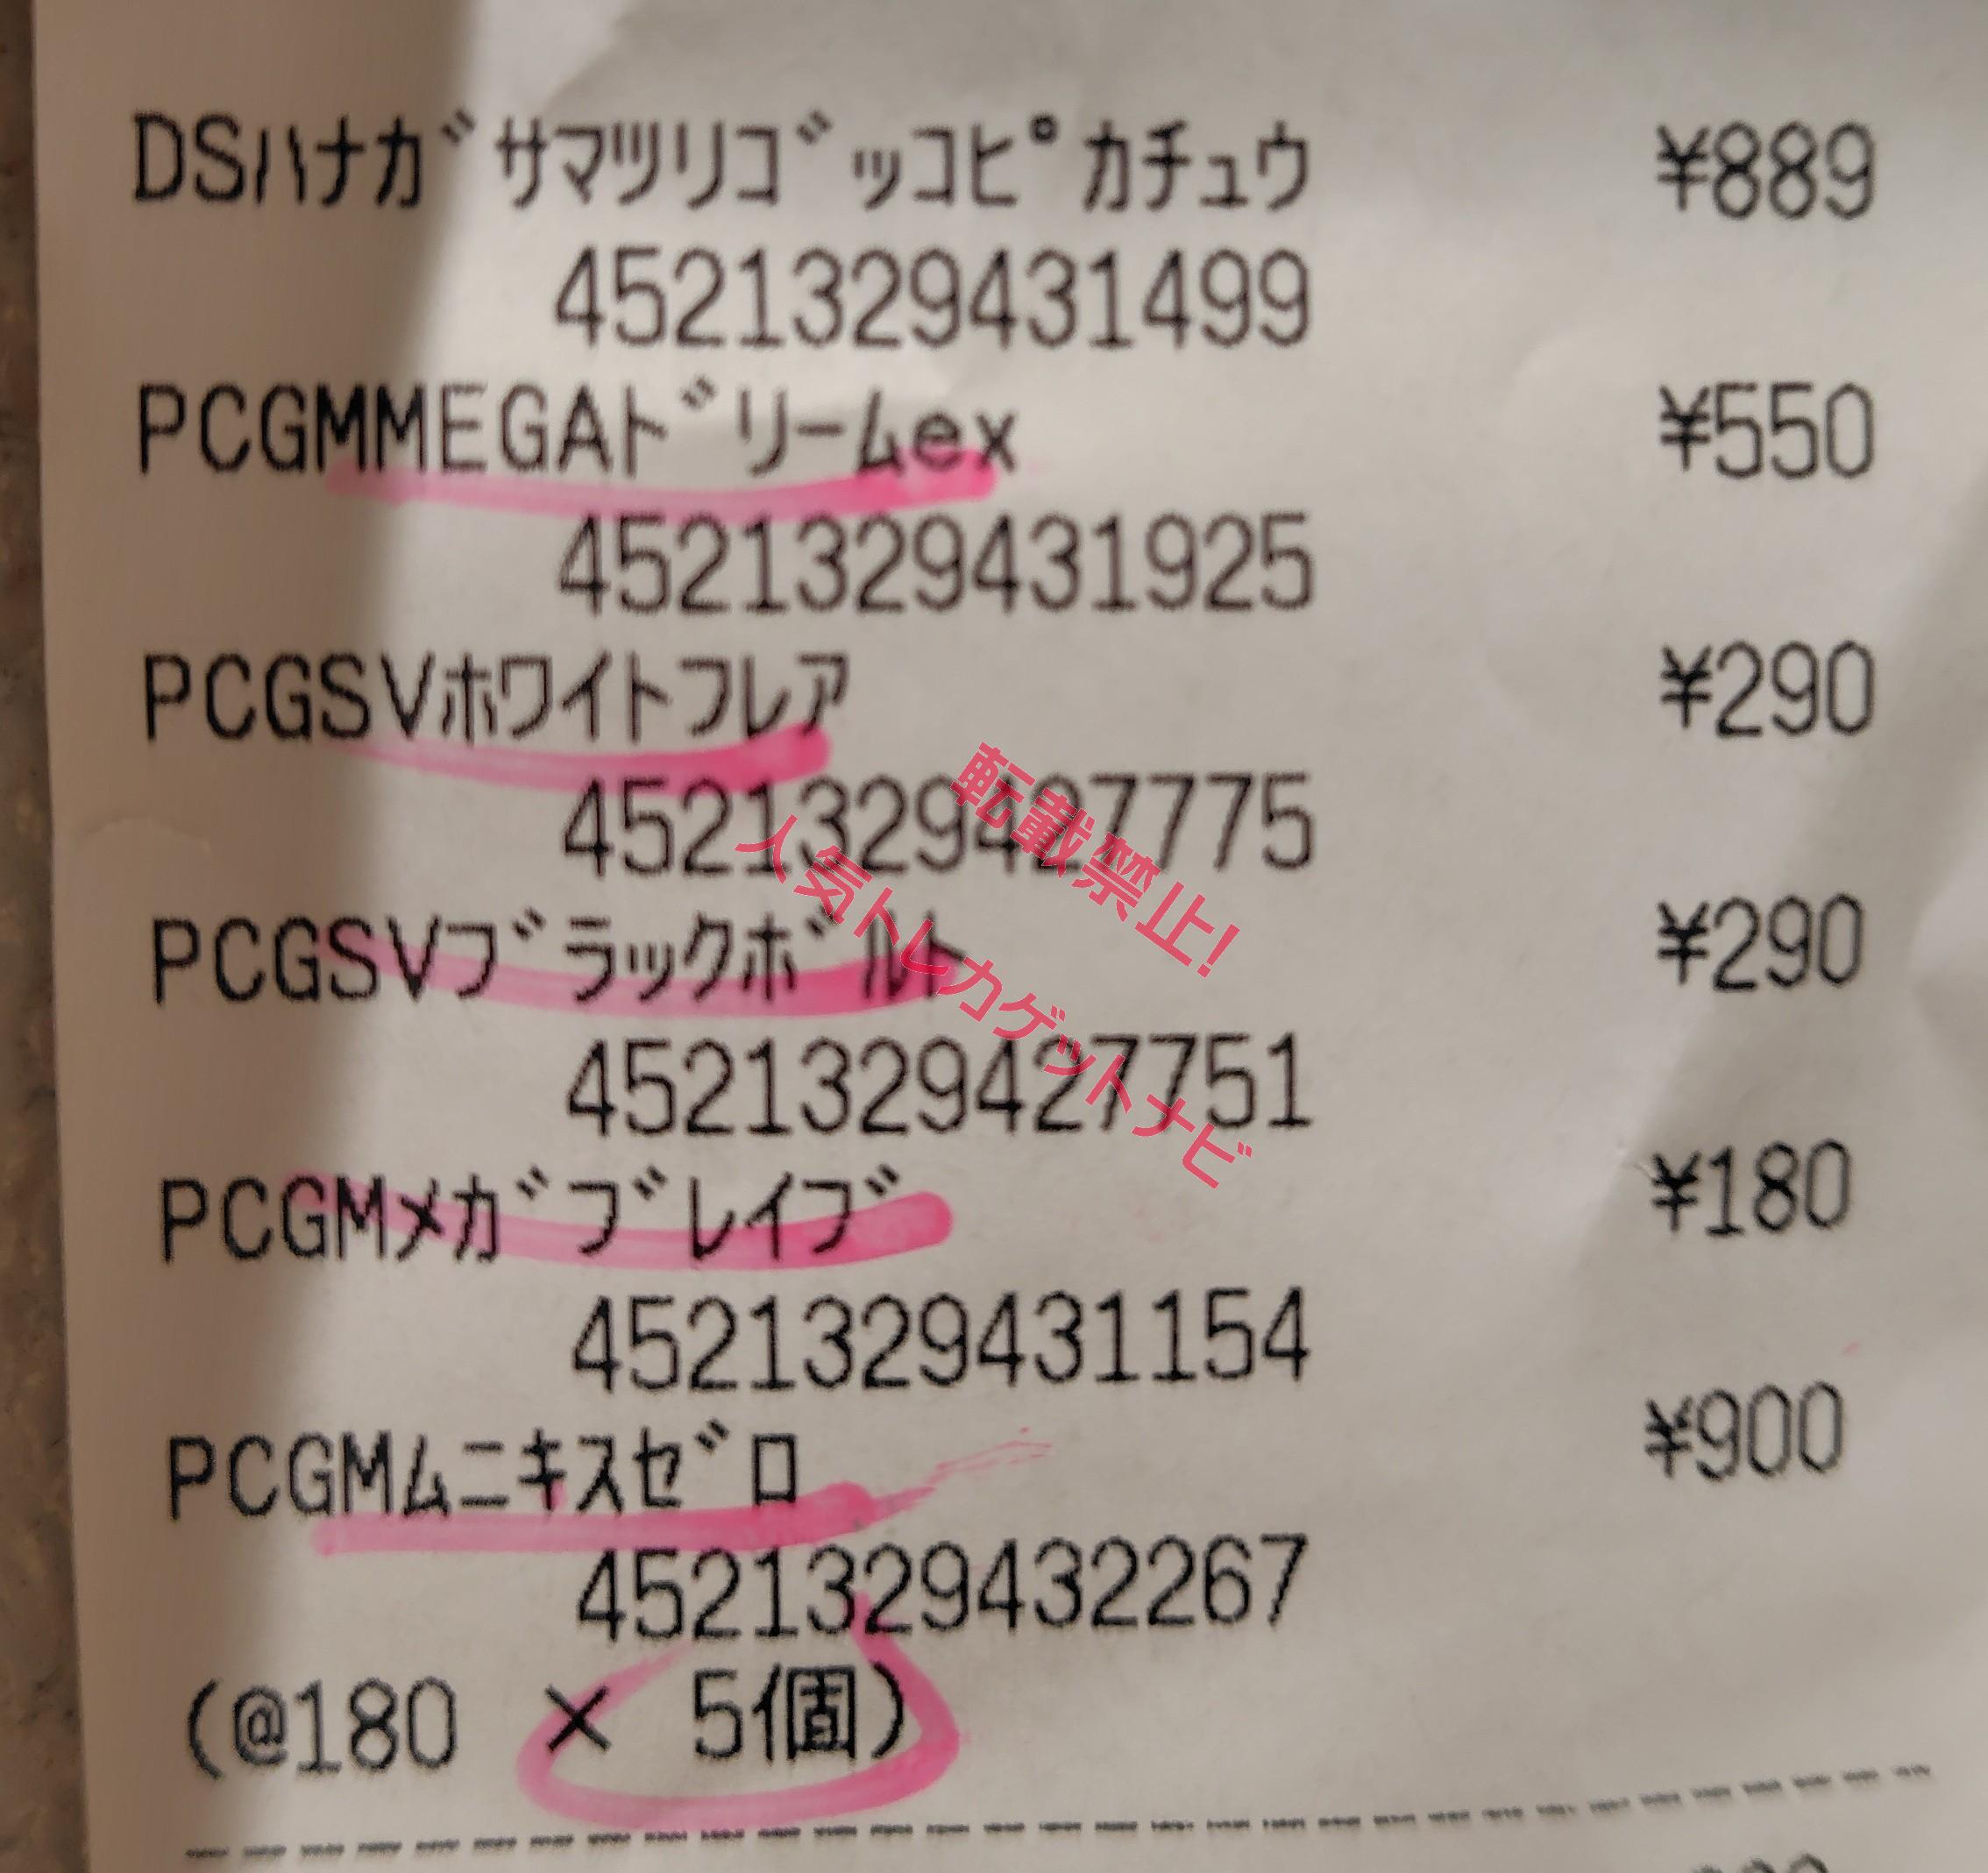 DSﾊﾅｶﾞｻﾏﾂﾘｺﾞｯｺﾋﾟｶﾁｭｳ ¥889
4521329431499
PCGMMEGAﾄﾞﾘｰﾑex ¥550
4521329431925
PCGSVﾎﾜｲﾄﾌﾚｱ ¥290
4521329427775
PCGSVﾌﾞﾗｯｸﾎﾞﾙﾄ ¥290
4521329427751
PCGMﾒｶﾞﾌﾞﾚｲﾌﾞ ¥180
4521329431154
PCGMﾑﾆｷｽｾﾞﾛ ¥900
4521329432267
(@180 × 5個)
転載禁止!
人気トレカゲットナビ